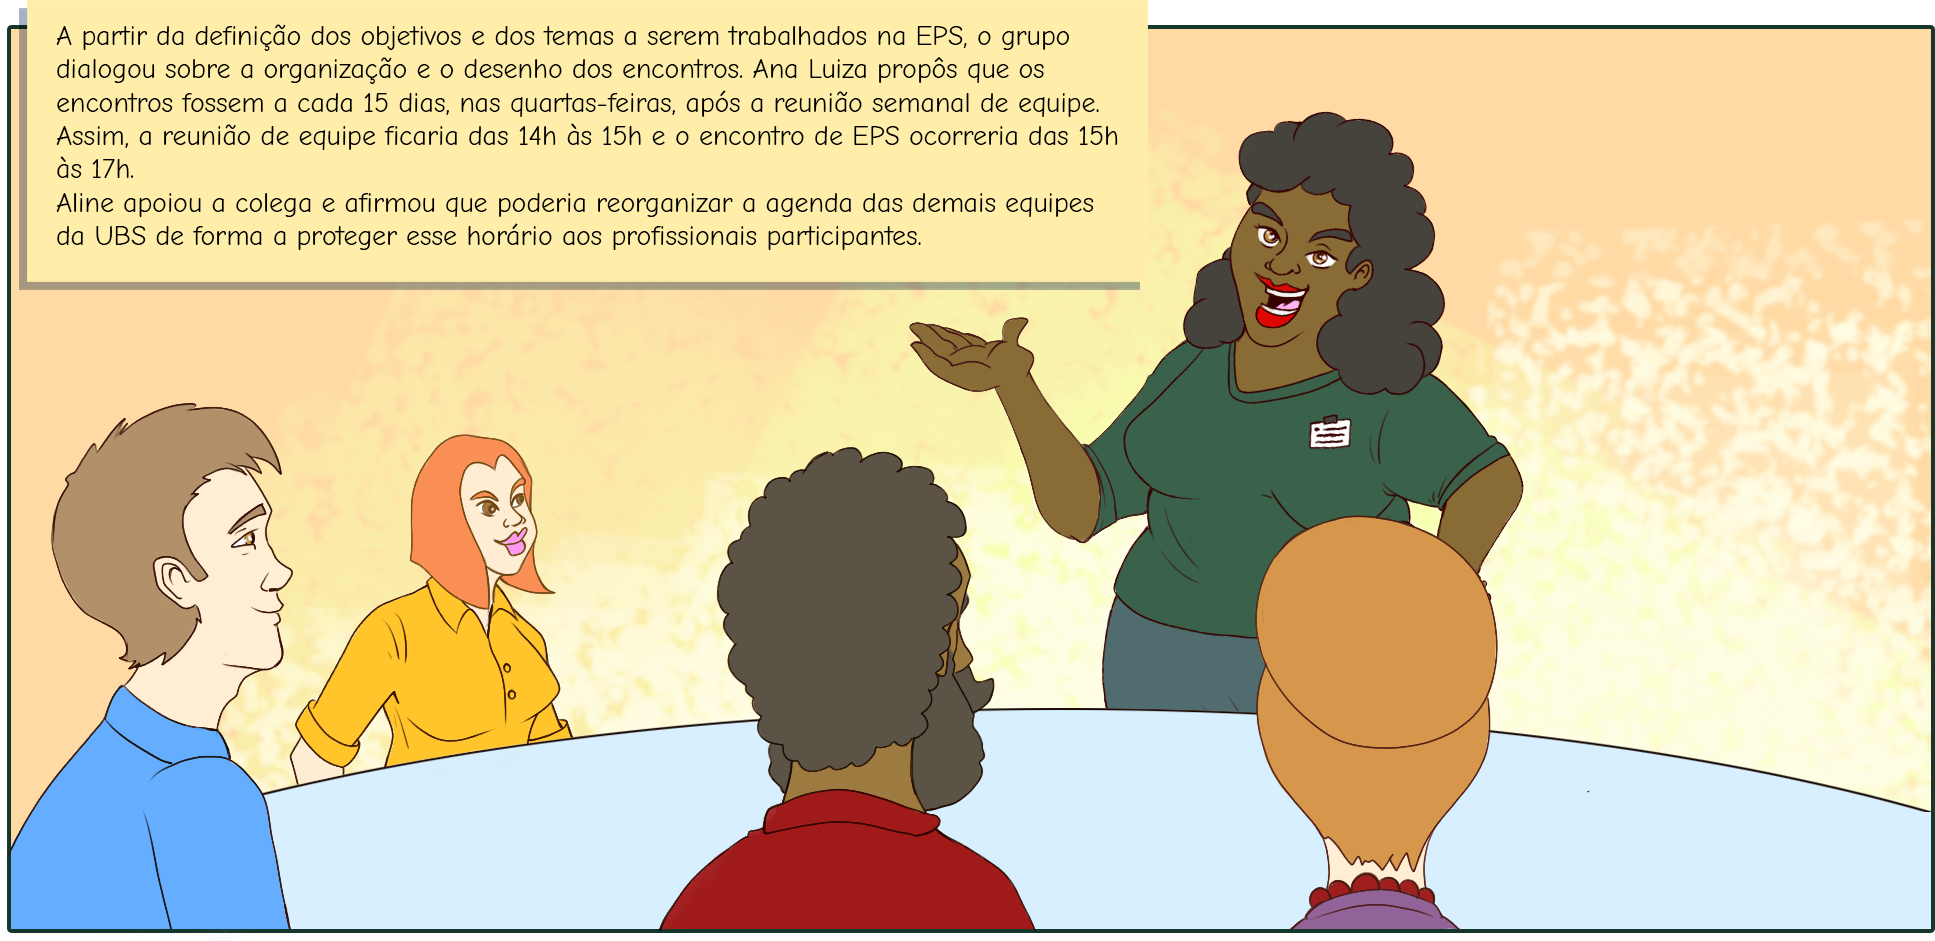 A partir da definição dos objetivos e dos temas a serem trabalhados na EPS, o grupo
dialogou sobre a organização e o desenho dos encontros. Ana Luiza propôs que os
encontros fossem a cada 15 dias, nas quartas-feiras, após a reunião semanal de equipe.
Assim, a reunião de equipe ficaria das 14h às 15h e o encontro de EPS ocorreria das 15h
às 17h.
Aline apoiou a colega e afirmou que poderia reorganizar a agenda das demais equipes
da UBS de forma a proteger esse horário aos profissionais participantes.